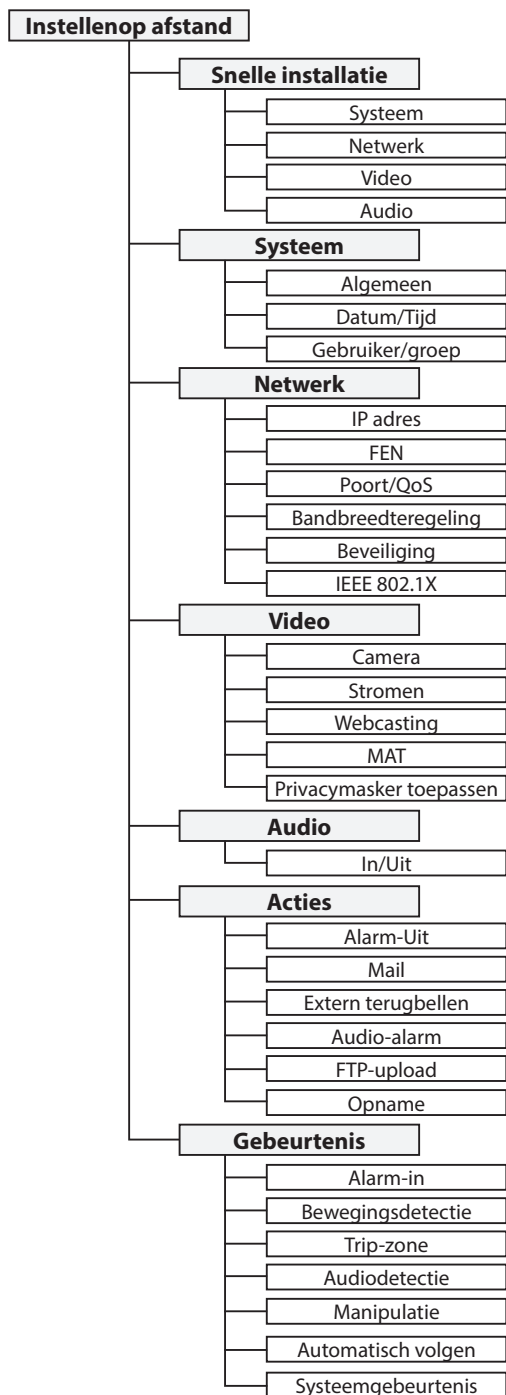 Instellenop afstand
Snelle installatie
Systeem
Netwerk
Video
Audio
Systeem
Algemeen
Datum/Tijd
Gebruiker/groep
Netwerk
IP adres
FEN
Poort/QoS
Bandbreedteregeling
Beveiliging
IEEE 802.1X
Video
Camera
Stromen
Webcasting
MAT
Privacymasker toepassen
Audio
In/Uit
Acties
Alarm-Uit
Mail
Extern terugbellen
Audio-alarm
FTP-upload
Opname
Gebeurtenis
Alarm-in
Bewegingsdetectie
Trip-zone
Audiodetectie
Manipulatie
Automatisch volgen
Systeemgebeurtenis